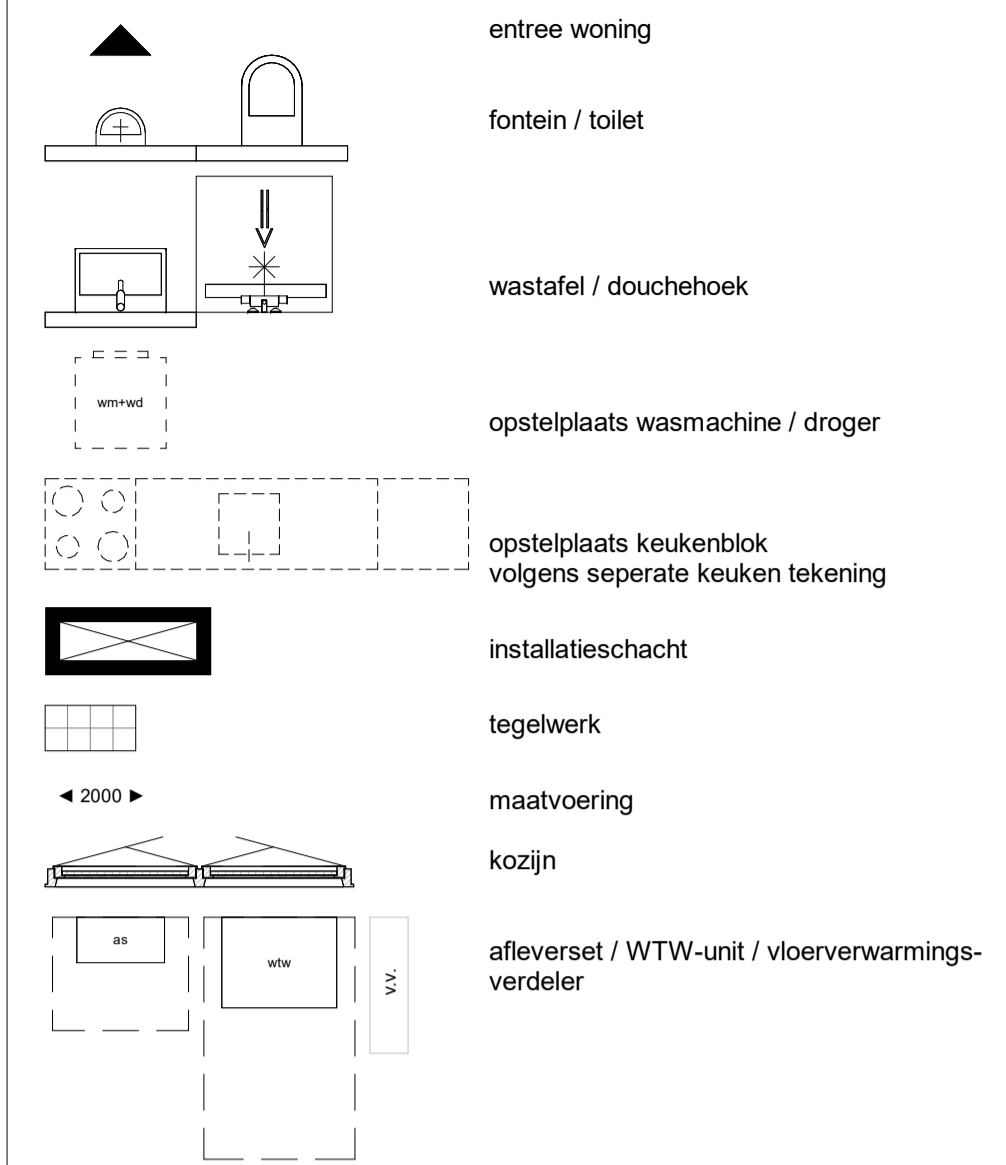 entree woning
fontein / toilet
wastafel / douchehoek
wm+wd
opstelplaats wasmachine / droger
opstelplaats keukenblok
volgens seperate keuken tekening
installatieschacht
tegelwerk
◄ 2000 ►
maatvoering
kozijn
as
wtw
v.v.
afleverset / WTW-unit / vloerverwarmings-
verdeler